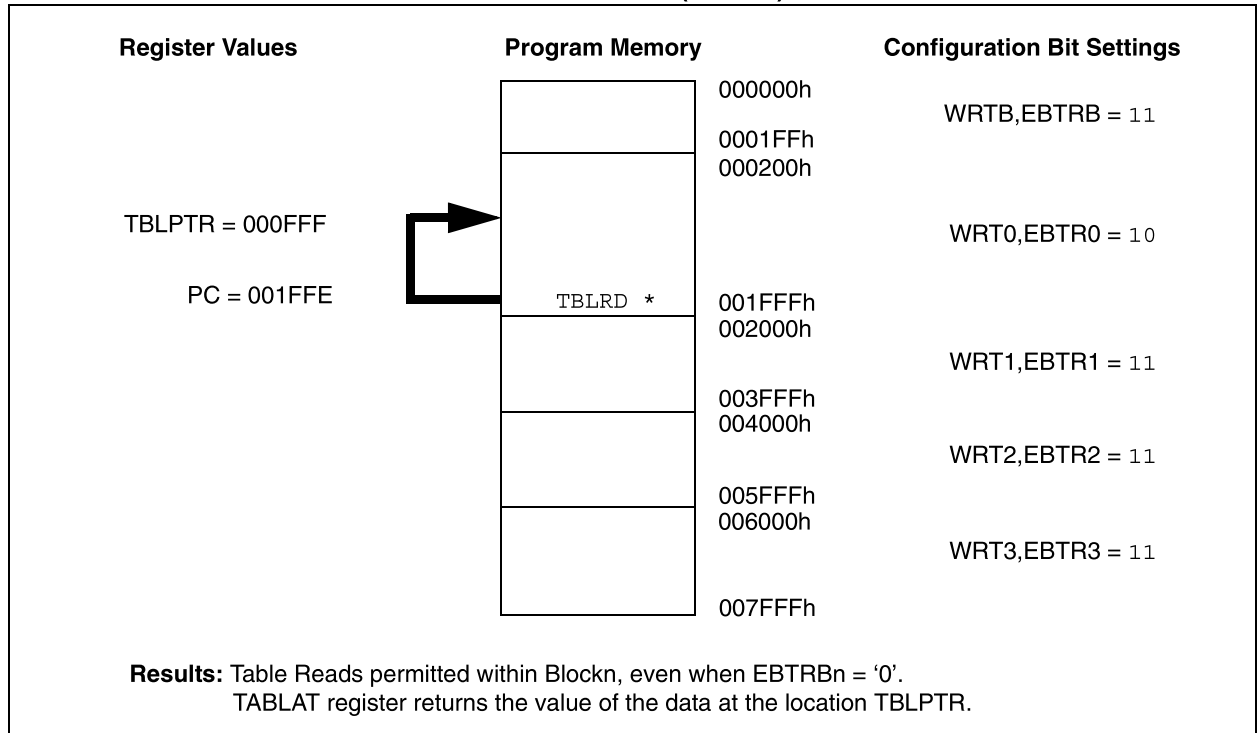 Register Values Program Memory Configuration Bit Settings
000000h
WRTB,EBTRB = 11
0001FFh
000200h
TBLPTR = 000FFF
WRT0,EBTR0 = 10
PC = 001FFE
TBLRD *
001FFFh
002000h
WRT1,EBTR1 = 11
003FFFh
004000h
WRT2,EBTR2 = 11
005FFFh
006000h
WRT3,EBTR3 = 11
007FFFh
Results: Table Reads permitted within Blockn, even when EBTRBn = ‘0’.
TABLAT register returns the value of the data at the location TBLPTR.